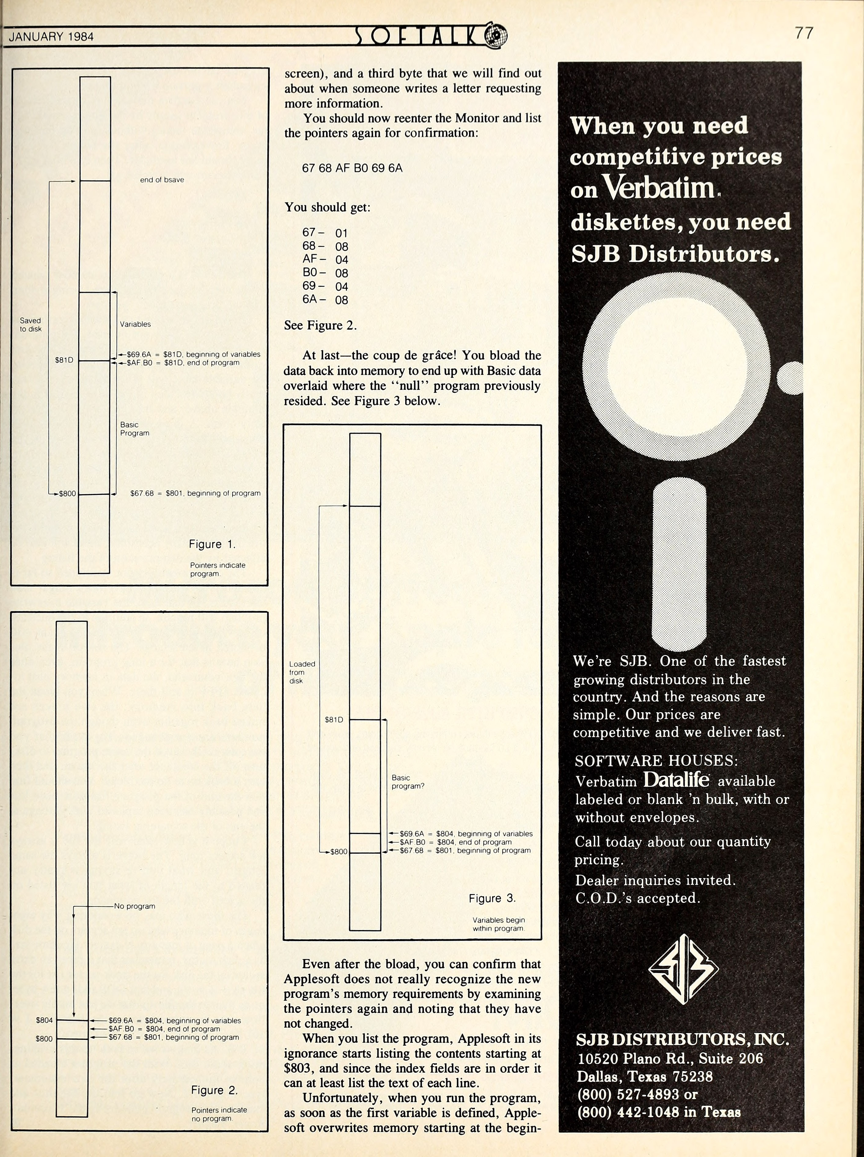 JANUARY 1984
SOFTALK
77
end of bsave
Saved
to disk
Variables
$69.6A = $81D, beginning of variables
$81D
$AF.B0 = $81D, end of program
Basic
Program
$800
$67.68 = $801, beginning of program
Figure 1.
Pointers indicate
program.
No program
$804
$69.6A = $804, beginning of variables
$AF.B0 = $804, end of program
$800
$67.68 = $801, beginning of program
Figure 2.
Pointers indicate
no program.
screen), and a third byte that we will find out
about when someone writes a letter requesting
more information.
You should now reenter the Monitor and list
the pointers again for confirmation:
67 68 AF B0 69 6A
You should get:
67 – 01
68 – 08
AF – 04
B0 – 08
69 – 04
6A – 08
See Figure 2.
At last—the coup de grâce! You bload the
data back into memory to end up with Basic data
overlaid where the "null" program previously
resided. See Figure 3 below.
Loaded
from
disk
$81D
Basic
program?
$69.6A = $804, beginning of variables
$AF.B0 = $804, end of program
$800
$67.68 = $801, beginning of program
Figure 3.
Variables begin
within program.
Even after the bload, you can confirm that
Applesoft does not really recognize the new
program's memory requirements by examining
the pointers again and noting that they have
not changed.
When you list the program, Applesoft in its
ignorance starts listing the contents starting at
$803, and since the index fields are in order it
can at least list the text of each line.
Unfortunately, when you run the program,
as soon as the first variable is defined, Apple-
soft overwrites memory starting at the begin-
When you need
competitive prices
on Verbatim.
diskettes, you need
SJB Distributors.
We're SJB. One of the fastest
growing distributors in the
country. And the reasons are
simple. Our prices are
competitive and we deliver fast.
SOFTWARE HOUSES:
Verbatim Datalife available
labeled or blank 'n bulk, with or
without envelopes.
Call today about our quantity
pricing.
Dealer inquiries invited.
C.O.D.'s accepted.
SJB
SJB DISTRIBUTORS, INC.
10520 Plano Rd., Suite 206
Dallas, Texas 75238
(800) 527-4893 or
(800) 442-1048 in Texas